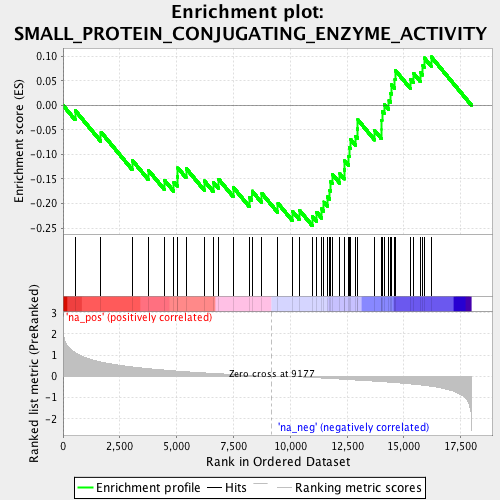 Enrichment plot:
SMALL_PROTEIN_CONJUGATING_ENZYME_ACTIVITY
Enrichment score (ES)
0.10
0.05
0.00
-0.05
-0.10
-0.15
-0.20
-0.25
Ranked list metric (PreRanked)
'na_pos' (positively correlated)
3
2
1
0
-1
-2
Zero cross at 9177
'na_neg' (negatively correlated)
0
2,500
5,000
7,500
10,000
12,500
15,000
17,500
Rank in Ordered Dataset
Enrichment profile
Hits
Ranking metric scores